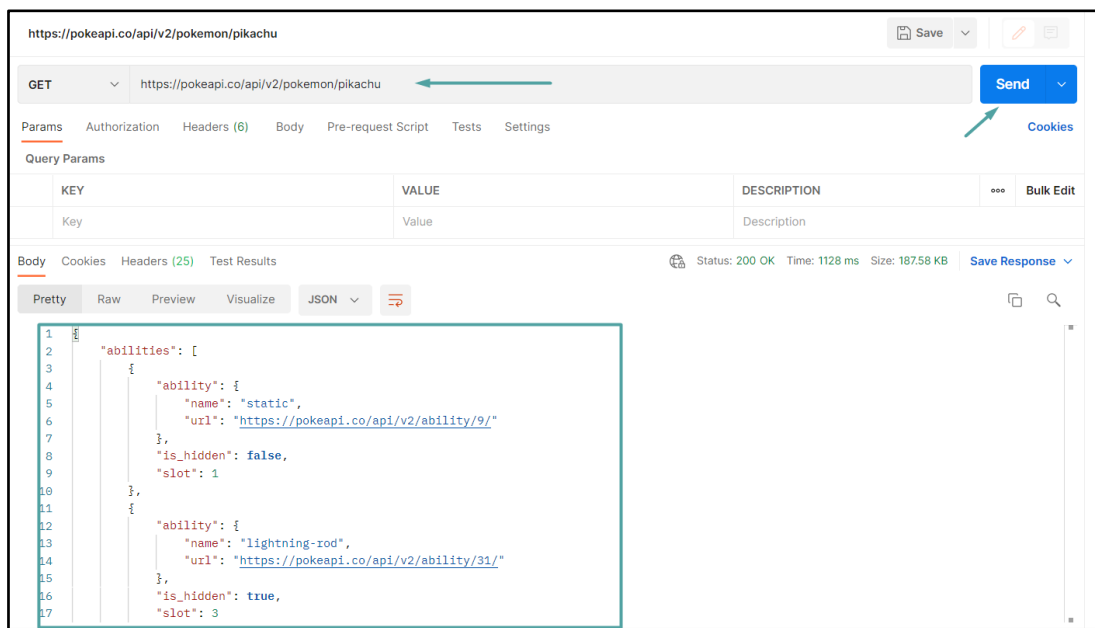 https://pokeapi.co/api/v2/pokemon/pikachu Save
GET https://pokeapi.co/api/v2/pokemon/pikachu Send
Params Authorization Headers (6) Body Pre-request Script Tests Settings Cookies
Query Params
KEY VALUE DESCRIPTION ooo Bulk Edit
Key Value Description
Body Cookies Headers (25) Test Results Status: 200 OK Time: 1128 ms Size: 187.58 KB Save Response
Pretty Raw Preview Visualize JSON
1 {
2 "abilities": [
3 {
4 "ability": {
5 "name": "static",
6 "url": "https://pokeapi.co/api/v2/ability/9/"
7 },
8 "is_hidden": false,
9 "slot": 1
10 },
11 {
12 "ability": {
13 "name": "lightning-rod",
14 "url": "https://pokeapi.co/api/v2/ability/31/"
15 },
16 "is_hidden": true,
17 "slot": 3